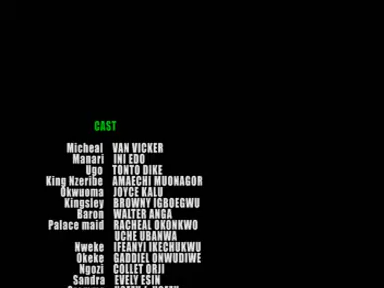 CAST
Micheal VAN VICKER
Manari INI EDO
Ugo TONTO DIKE
King Nzeribe AMAECHI MUONAGOR
Okwuoma JOYCE KALU
Kingsley BROWNY IGBOEGWU
Baron WALTER ANGA
Palace maid RACHEAL OKONKWO
UCHE UBANWA
Nweke IFEANYI IKECHUKWU
Okeke GADDIEL ONWUDIWE
Ngozi COLLET ORJI
Sandra EVELY ESIN